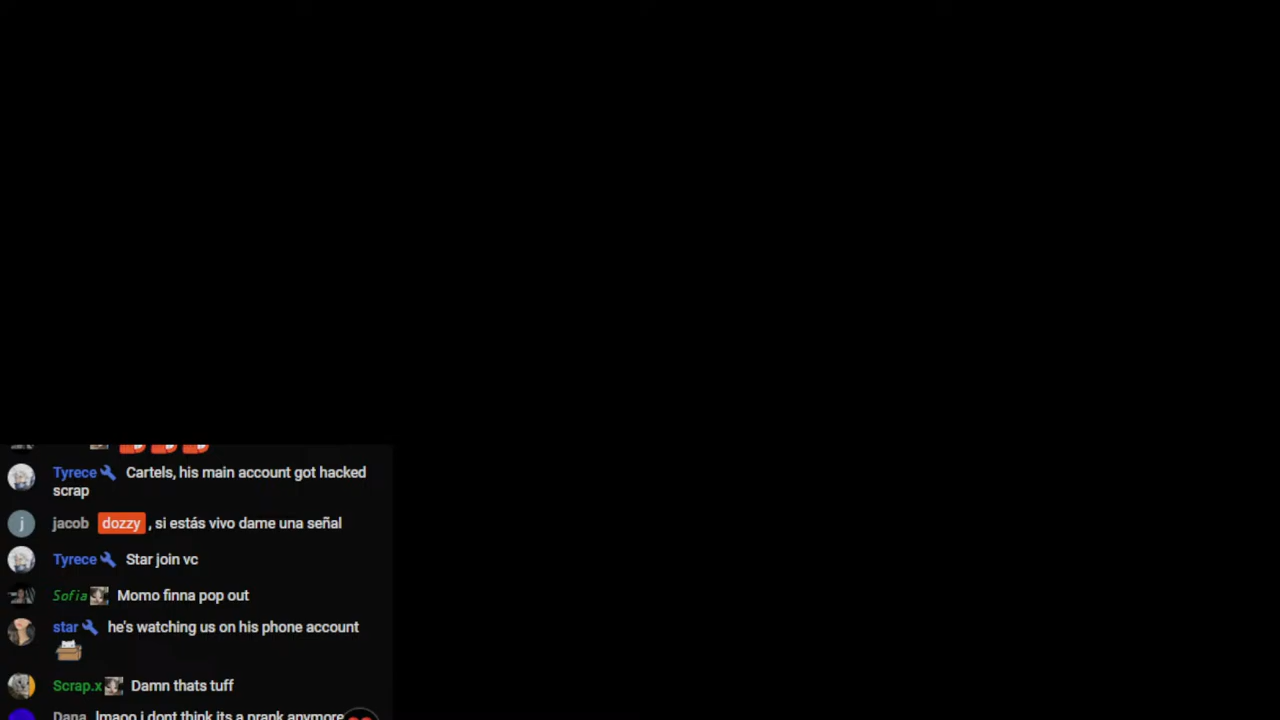 Tyrece Cartels, his main account got hacked
scrap
j jacob dozzy , si estás vivo dame una señal
Tyrece Star join vc
Sofia Momo finna pop out
star he's watching us on his phone account
Scrap.x Damn thats tuff
Dana lmaoo i dont think its a prank anymore